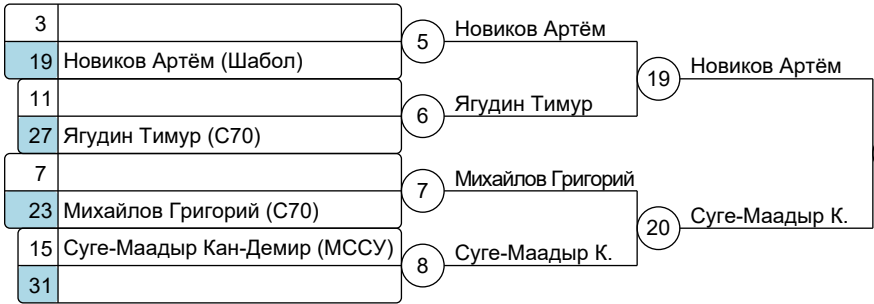 3
5 Новиков Артём
19 Новиков Артём (Шабол)
19 Новиков Артём
11
6 Ягудин Тимур
27 Ягудин Тимур (С70)
7
7 Михайлов Григорий
23 Михайлов Григорий (С70)
20 Суге-Маадыр К.
15 Суге-Маадыр Кан-Демир (МССУ)
8 Суге-Маадыр К.
31